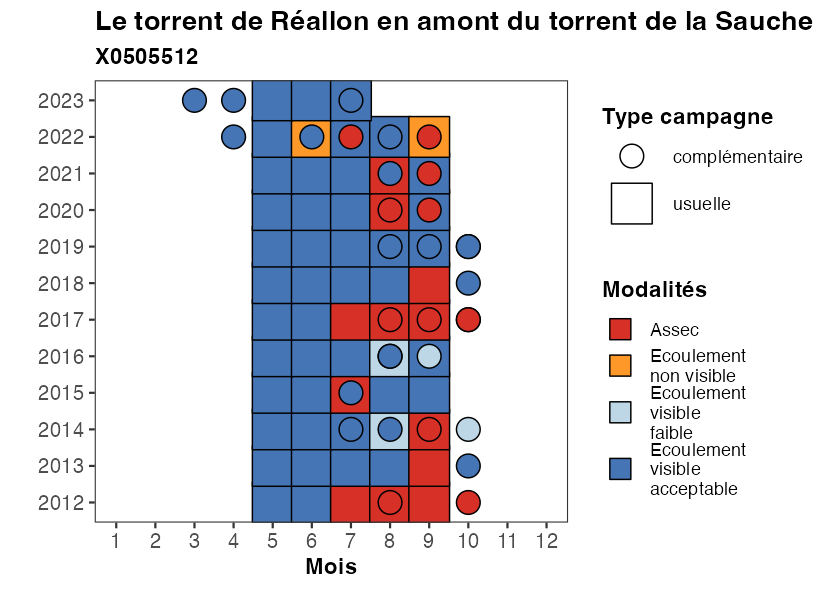 Le torrent de Réallon en amont du torrent de la Sauche
X0505512
2023
2022
2021
2020
2019
2018
2017
2016
2015
2014
2013
2012
1 2 3 4 5 6 7 8 9 10 11 12
Mois
Type campagne
complémentaire
usuelle
Modalités
Assec
Ecoulement
non visible
Ecoulement
visible
faible
Ecoulement
visible
acceptable